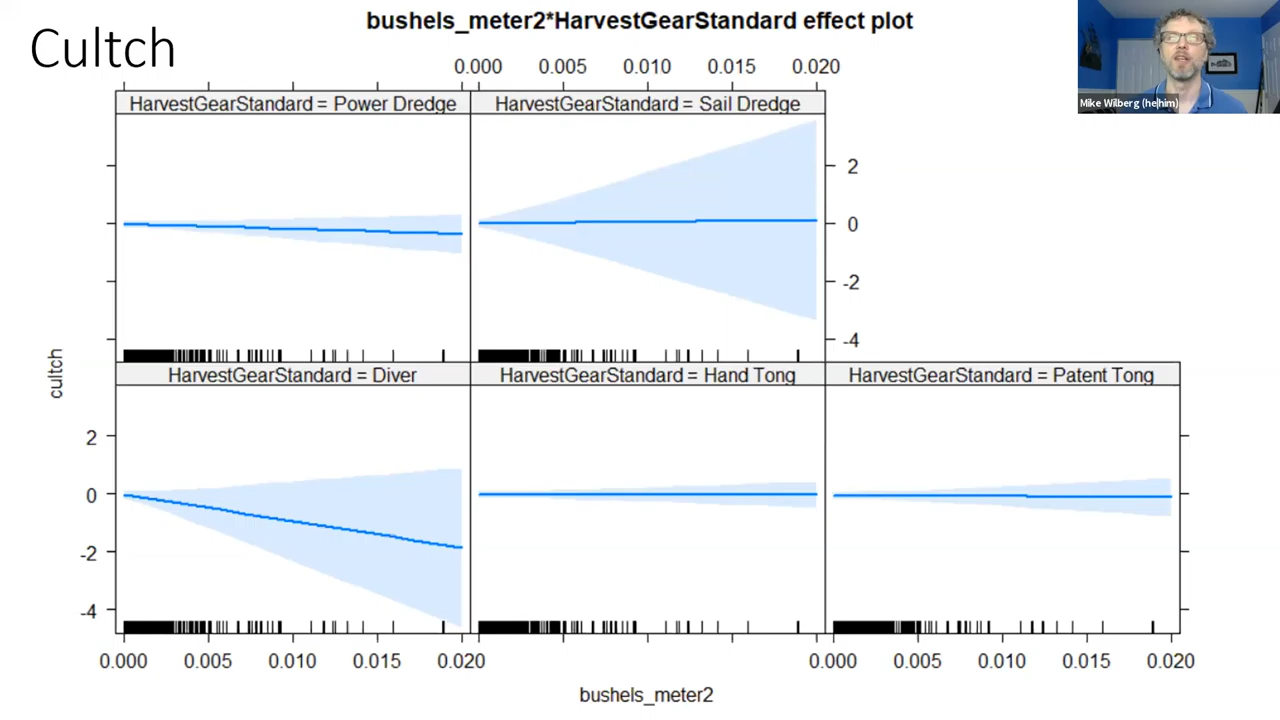 bushels_meter2*HarvestGearStandard effect plot
Cultch
0.000 0.005 0.010 0.015 0.020
HarvestGearStandard = Power Dredge
HarvestGearStandard = Sail Dredge
Mike Wilberg (he|him)
2
0
-2
-4
cultch
HarvestGearStandard = Diver
HarvestGearStandard = Hand Tong
HarvestGearStandard = Patent Tong
2
0
-2
-4
0.000 0.005 0.010 0.015 0.020
0.000 0.005 0.010 0.015 0.020
bushels_meter2